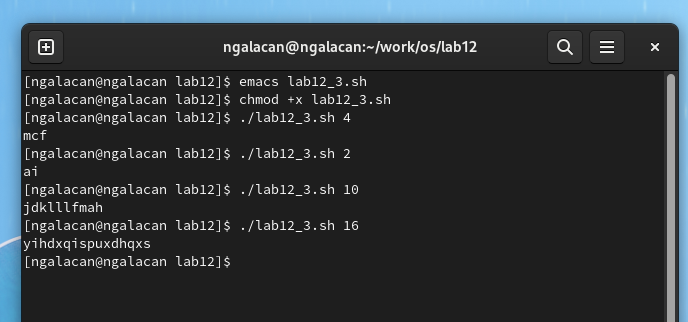 ngalacan@ngalacan:~/work/os/lab12
[ngalacan@ngalacan lab12]$ emacs lab12_3.sh
[ngalacan@ngalacan lab12]$ chmod +x lab12_3.sh
[ngalacan@ngalacan lab12]$ ./lab12_3.sh 4
mcf
[ngalacan@ngalacan lab12]$ ./lab12_3.sh 2
ai
[ngalacan@ngalacan lab12]$ ./lab12_3.sh 10
jdklllfmah
[ngalacan@ngalacan lab12]$ ./lab12_3.sh 16
yihdxqispuxdhqxs
[ngalacan@ngalacan lab12]$